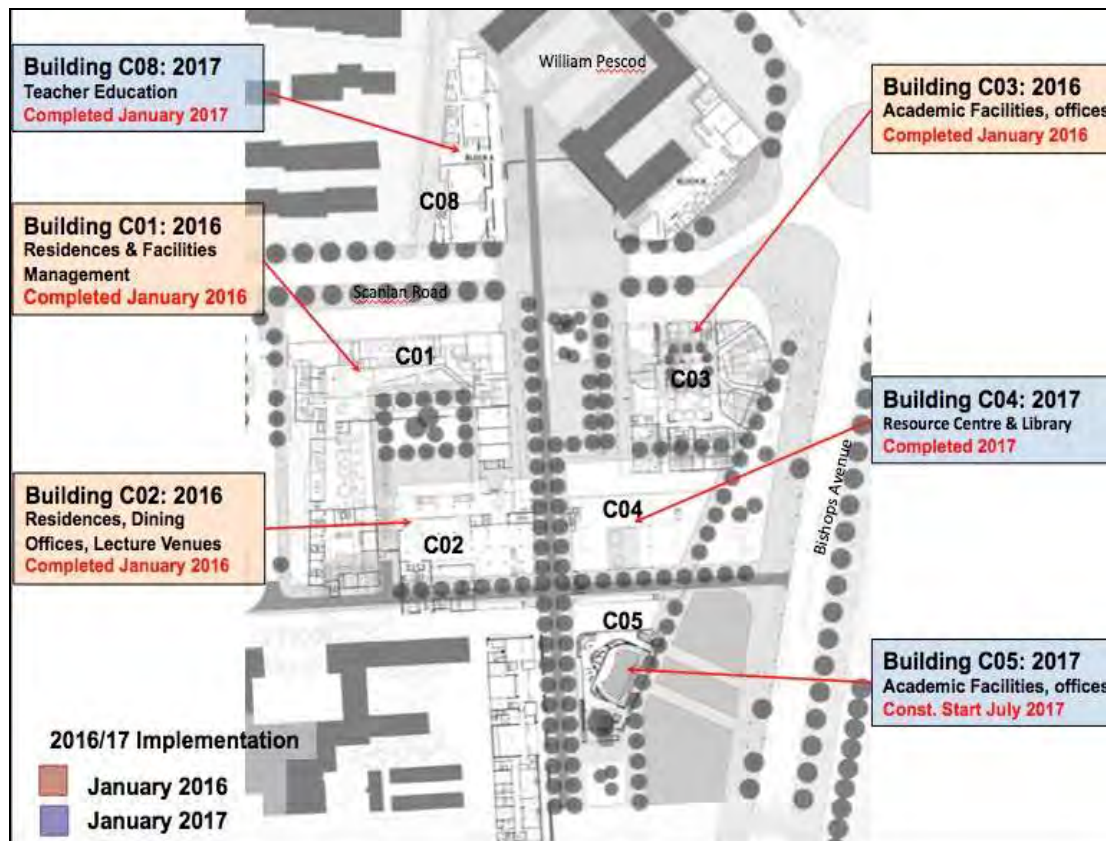 Building C08: 2017
Teacher Education
Completed January 2017
William Pescod
Building C03: 2016
Academic Facilities, offices
Completed January 2016
C08
Building C01: 2016
Residences & Facilities
Management
Completed January 2016
Scanian Road
C01
C03
Building C04: 2017
Resource Centre & Library
Completed 2017
Building C02: 2016
Residences, Dining
Offices, Lecture Venues
Completed January 2016
C04
C02
Bishops Avenue
C05
Building C05: 2017
Academic Facilities, offices
Const. Start July 2017
2016/17 Implementation
January 2016
January 2017